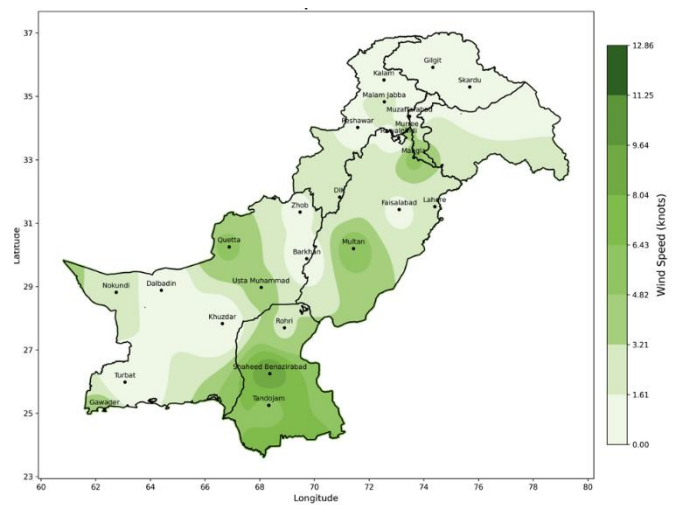 37
35
33
31
29
27
25
23
Latitude
60
62
64
66
68
70
72
74
76
78
80
Longitude
Gilgit
Kalam
Skardu
Malam Jabba
Muzaffarabad
Peshawar
Murree
Rawalpindi
Mangla
DIK
Zhob
Faisalabad
Lahore
Quetta
Multan
Barkhan
Nokundi
Dalbadin
Usta Muhammad
Khuzdar
Rohri
Shaheed Benazirabad
Turbat
Gawader
Tandojam
12.86
11.25
9.64
8.04
6.43
4.82
3.21
1.61
0.00
Wind Speed (knots)